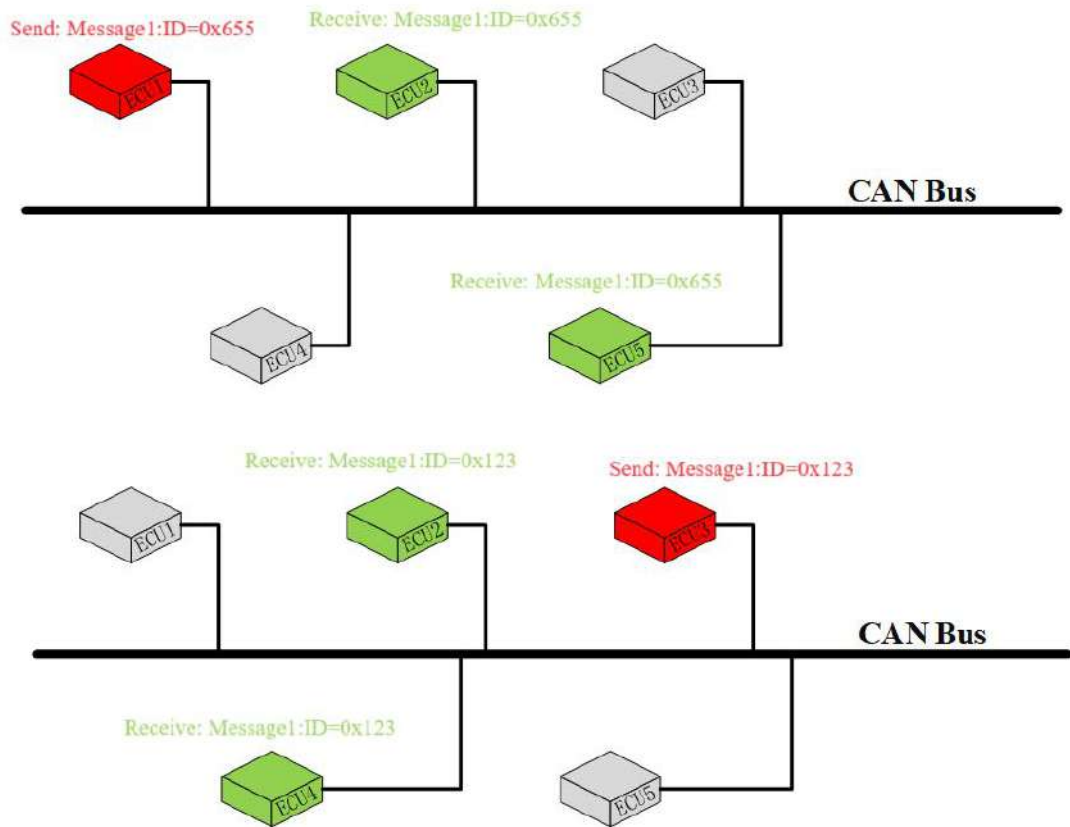 Send: Message1:ID=0x655
Receive: Message1:ID=0x655
ECU1
ECU2
ECU3
CAN Bus
Receive: Message1:ID=0x655
ECU4
ECU5
Receive: Message1:ID=0x123
Send: Message1:ID=0x123
ECU1
ECU2
ECU3
CAN Bus
Receive: Message1:ID=0x123
ECU4
ECU5